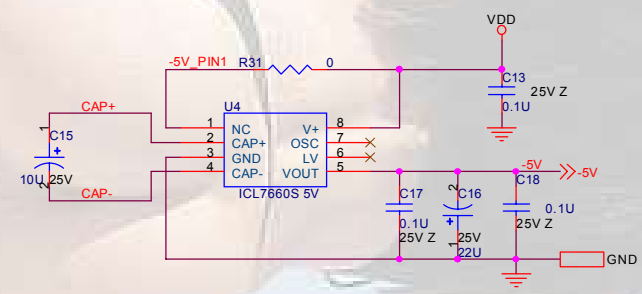 VDD
-5V_PIN1 R31 0
C13
25V Z
0.1U
U4
CAP+
1 NC V+ 8
2 CAP+ OSC 7
3 GND LV 6
4 CAP- VOUT 5
ICL7660S 5V
1
C15
+
10U 25V
2
CAP-
-5V
-5V
C17
0.1U
25V Z
2
C16
+
25V
1
22U
C18
0.1U
25V Z
GND